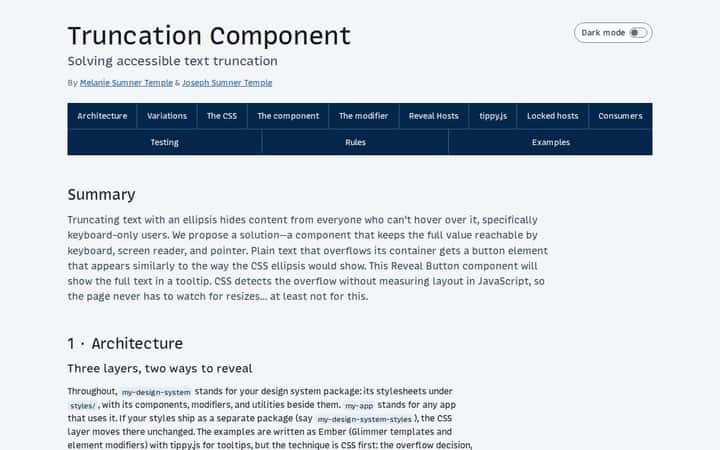 Truncation Component
Dark mode
Solving accessible text truncation
By Melanie Sumner Temple & Joseph Sumner Temple
Architecture Variations The CSS The component The modifier Reveal Hosts tippy.js Locked hosts Consumers
Testing Rules Examples
Summary
Truncating text with an ellipsis hides content from everyone who can't hover over it, specifically
keyboard-only users. We propose a solution—a component that keeps the full value reachable by
keyboard, screen reader, and pointer. Plain text that overflows its container gets a button element
that appears similarly to the way the CSS ellipsis would show. This Reveal Button component will
show the full text in a tooltip. CSS detects the overflow without measuring layout in JavaScript, so
the page never has to watch for resizes... at least not for this.
1 · Architecture
Three layers, two ways to reveal
Throughout, my-design-system stands for your design system package: its stylesheets under
styles/, with its components, modifiers, and utilities beside them. my-app stands for any app
that uses it. If your styles ship as a separate package (say my-design-system-styles), the CSS
layer moves there unchanged. The examples are written as Ember (Glimmer templates and
element modifiers) with tippy.js for tooltips, but the technique is CSS first: the overflow decision,